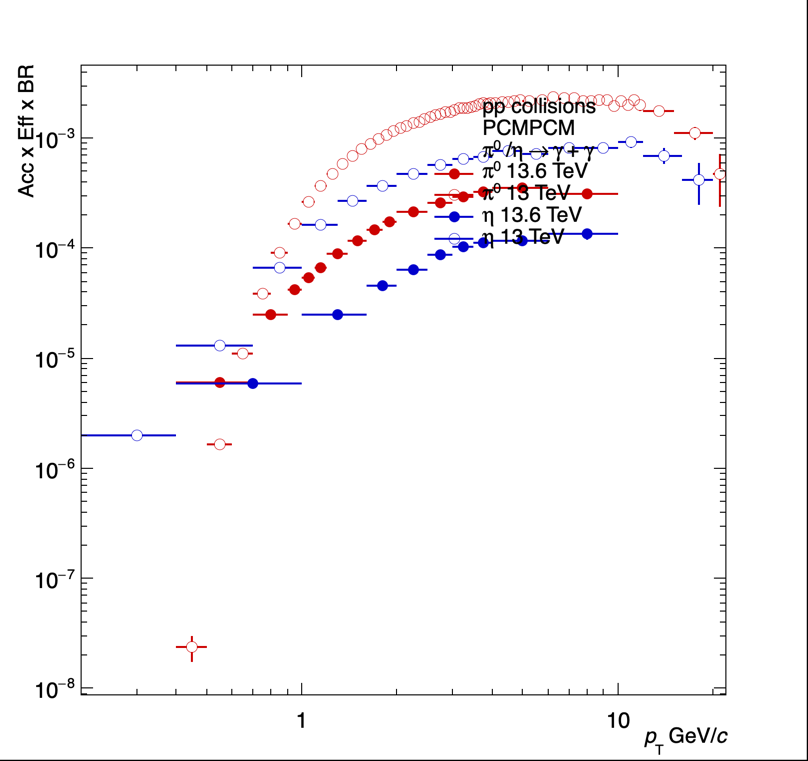 Acc x Eff x BR
pp collisions
PCMPCM
π⁰/η → γ + γ
π⁰ 13.6 TeV
π⁰ 13 TeV
η 13.6 TeV
η 13 TeV
10⁻³
10⁻⁴
10⁻⁵
10⁻⁶
10⁻⁷
10⁻⁸
1 10
p_T GeV/c